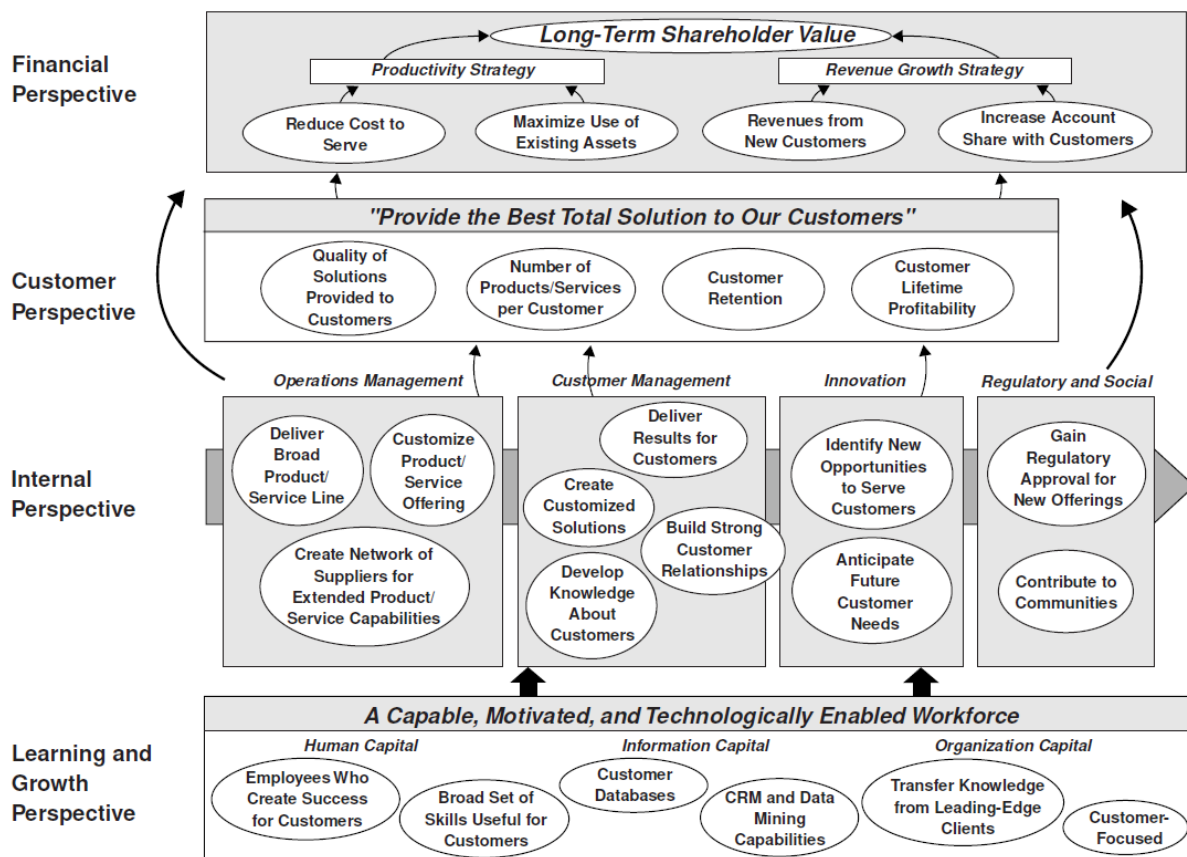 Financial
Perspective
Long-Term Shareholder Value
Productivity Strategy
Revenue Growth Strategy
Reduce Cost to
Serve
Maximize Use of
Existing Assets
Revenues from
New Customers
Increase Account
Share with Customers
Customer
Perspective
"Provide the Best Total Solution to Our Customers"
Quality of
Solutions
Provided to
Customers
Number of
Products/Services
per Customer
Customer
Retention
Customer
Lifetime
Profitability
Internal
Perspective
Operations Management
Deliver
Broad
Product/
Service Line
Customize
Product/
Service
Offering
Create Network of
Suppliers for
Extended Product/
Service Capabilities
Customer Management
Deliver
Results for
Customers
Create
Customized
Solutions
Build Strong
Customer
Relationships
Develop
Knowledge
About
Customers
Innovation
Identify New
Opportunities
to Serve
Customers
Anticipate
Future
Customer
Needs
Regulatory and Social
Gain
Regulatory
Approval for
New Offerings
Contribute to
Communities
Learning and
Growth
Perspective
A Capable, Motivated, and Technologically Enabled Workforce
Human Capital
Employees Who
Create Success
for Customers
Broad Set of
Skills Useful for
Customers
Information Capital
Customer
Databases
CRM and Data
Mining
Capabilities
Organization Capital
Transfer Knowledge
from Leading-Edge
Clients
Customer-
Focused